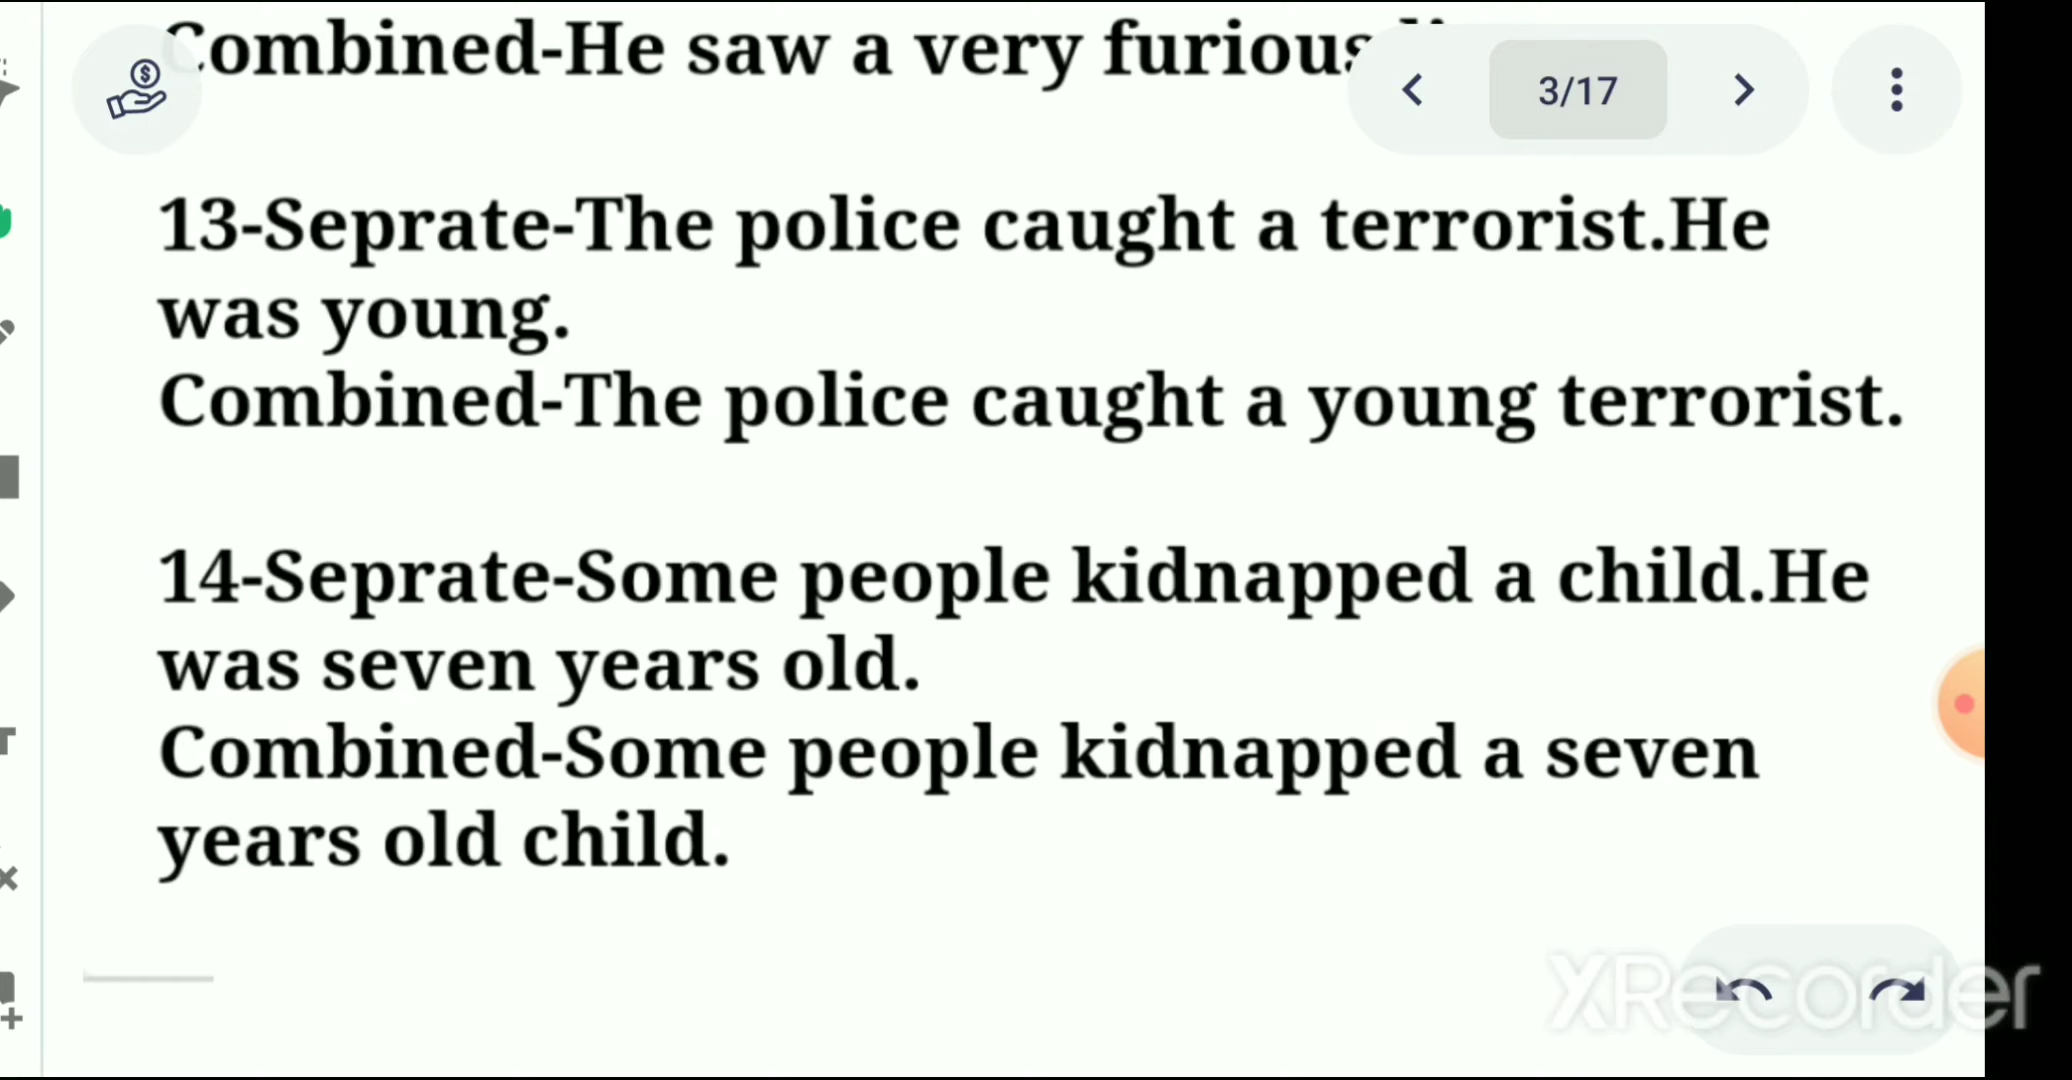 Combined-He saw a very furious
3/17
13-Seprate-The police caught a terrorist.He
was young.
Combined-The police caught a young terrorist.
14-Seprate-Some people kidnapped a child.He
was seven years old.
Combined-Some people kidnapped a seven
years old child.
XRecorder